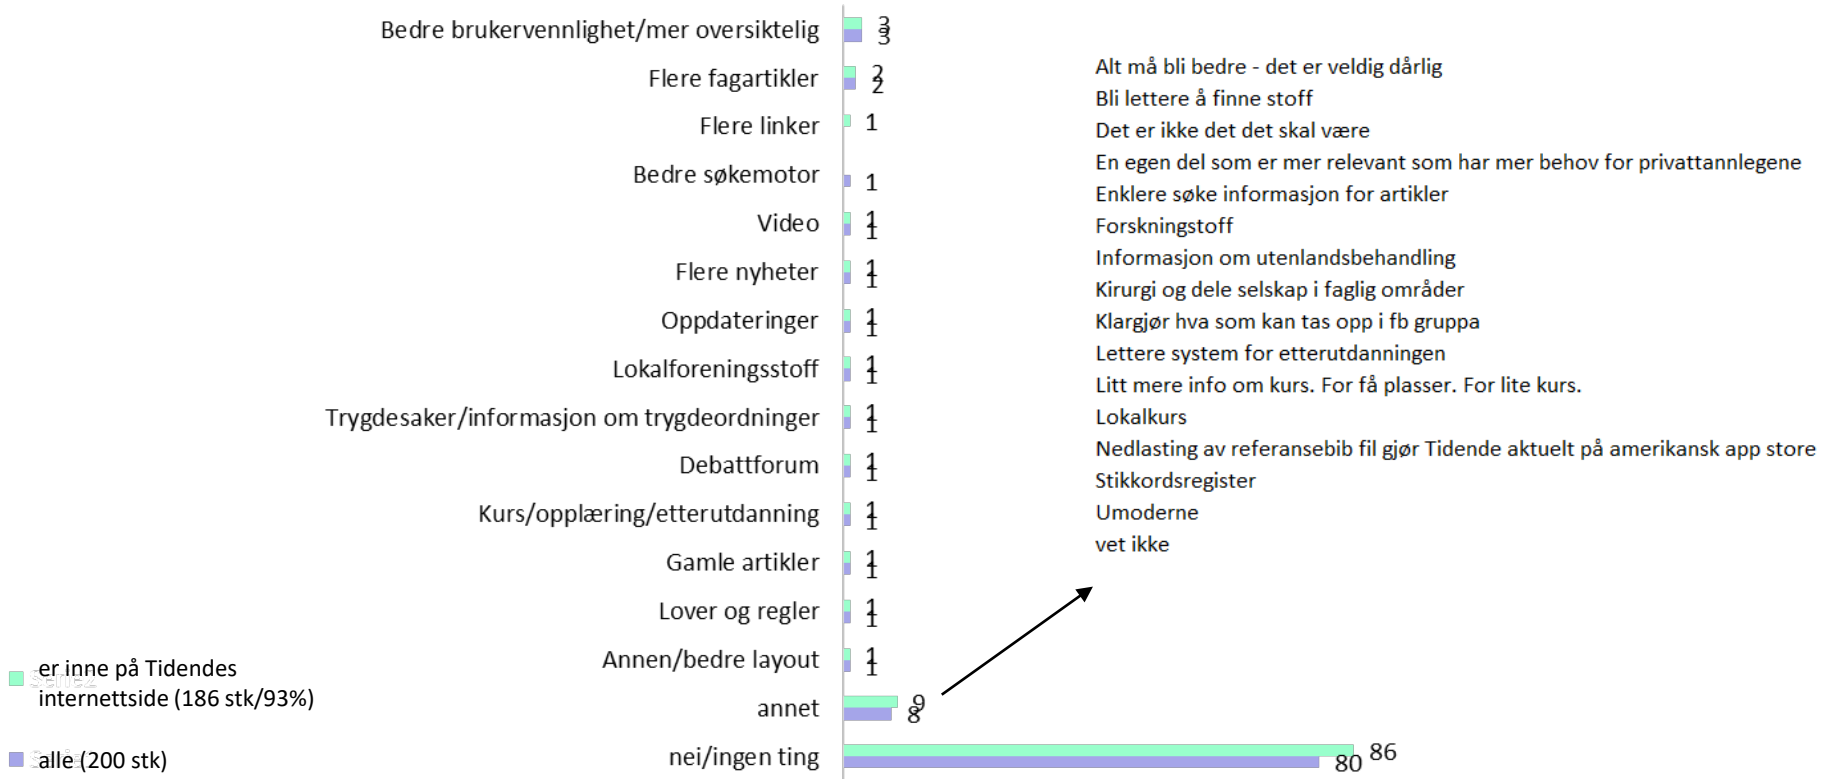 Bedre brukervennlighet/mer oversiktelig 3 3
Flere fagartikler 2 2
Flere linker 1
Bedre søkemotor 1
Video 1 1
Flere nyheter 1 1
Oppdateringer 1 1
Lokalforeningsstoff 1 1
Trygdesaker/informasjon om trygdeordninger 1 1
Debattforum 1 1
Kurs/opplæring/etterutdanning 1 1
Gamle artikler 1 1
Lover og regler 1 1
Annen/bedre layout 1 1
annet 9 8
nei/ingen ting 86 80
Alt må bli bedre - det er veldig dårlig
Bli lettere å finne stoff
Det er ikke det det skal være
En egen del som er mer relevant som har mer behov for privattannlegene
Enklere søke informasjon for artikler
Forskningstoff
Informasjon om utenlandsbehandling
Kirurgi og dele selskap i faglig områder
Klargjør hva som kan tas opp i fb gruppa
Lettere system for etterutdanningen
Litt mere info om kurs. For få plasser. For lite kurs.
Lokalkurs
Nedlasting av referansebib fil gjør Tidende aktuelt på amerikansk app store
Stikkordsregister
Umoderne
vet ikke
er inne på Tidendes
internettside (186 stk/93%)
alle (200 stk)